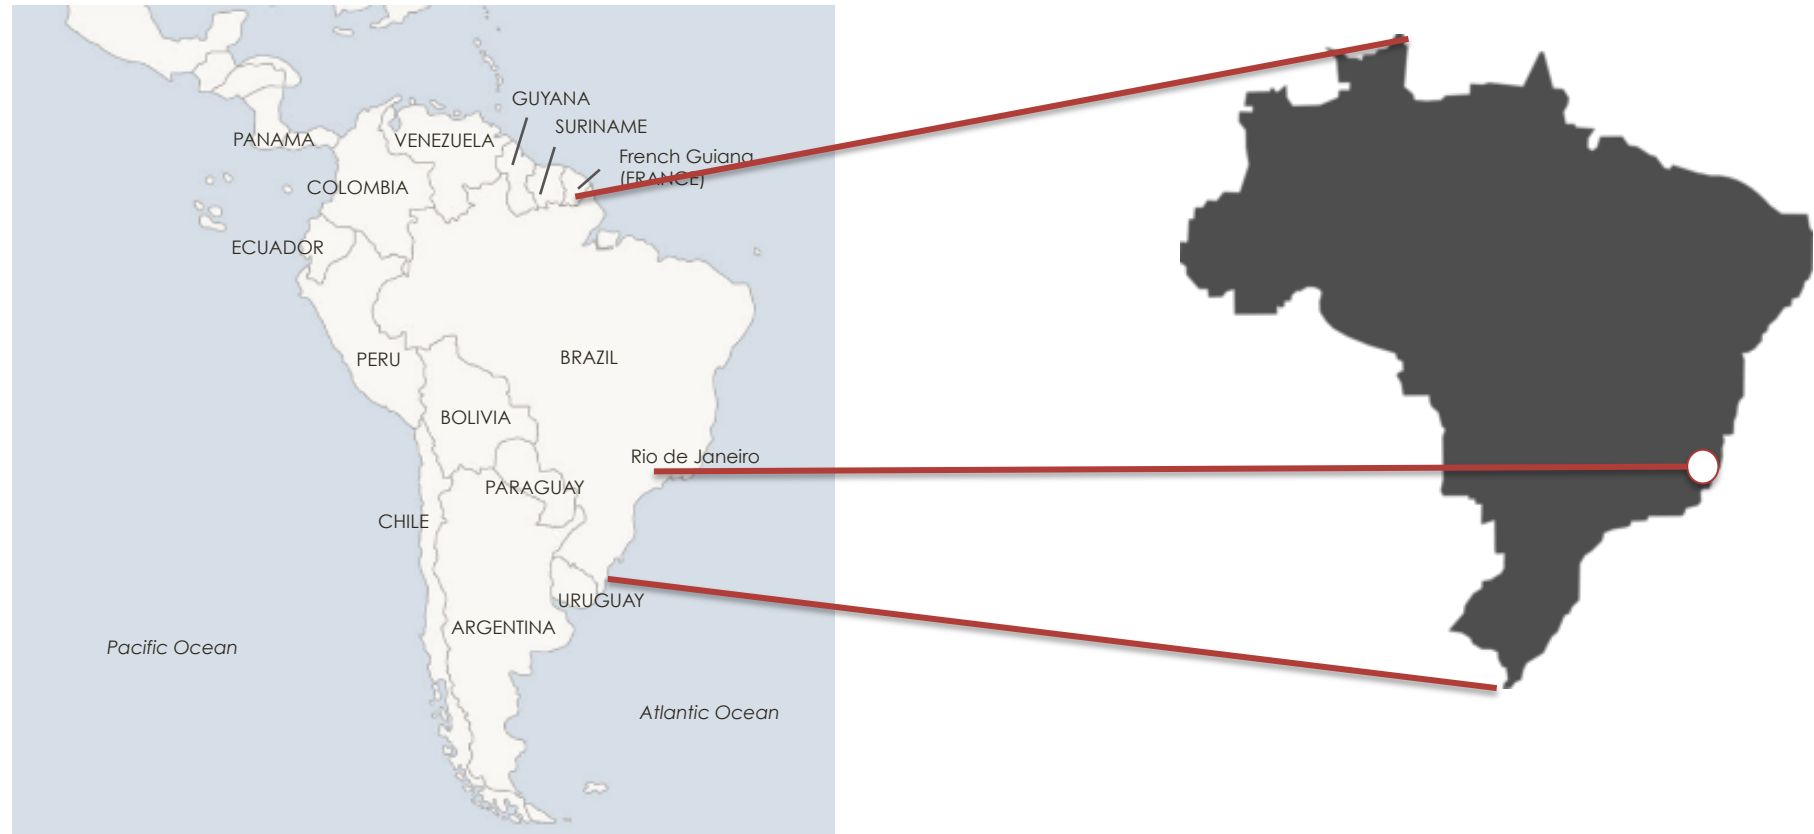 GUYANA
SURINAME
PANAMA
VENEZUELA
French Guiana
(FRANCE)
COLOMBIA
ECUADOR
PERU
BRAZIL
BOLIVIA
Rio de Janeiro
PARAGUAY
CHILE
URUGUAY
ARGENTINA
Pacific Ocean
Atlantic Ocean